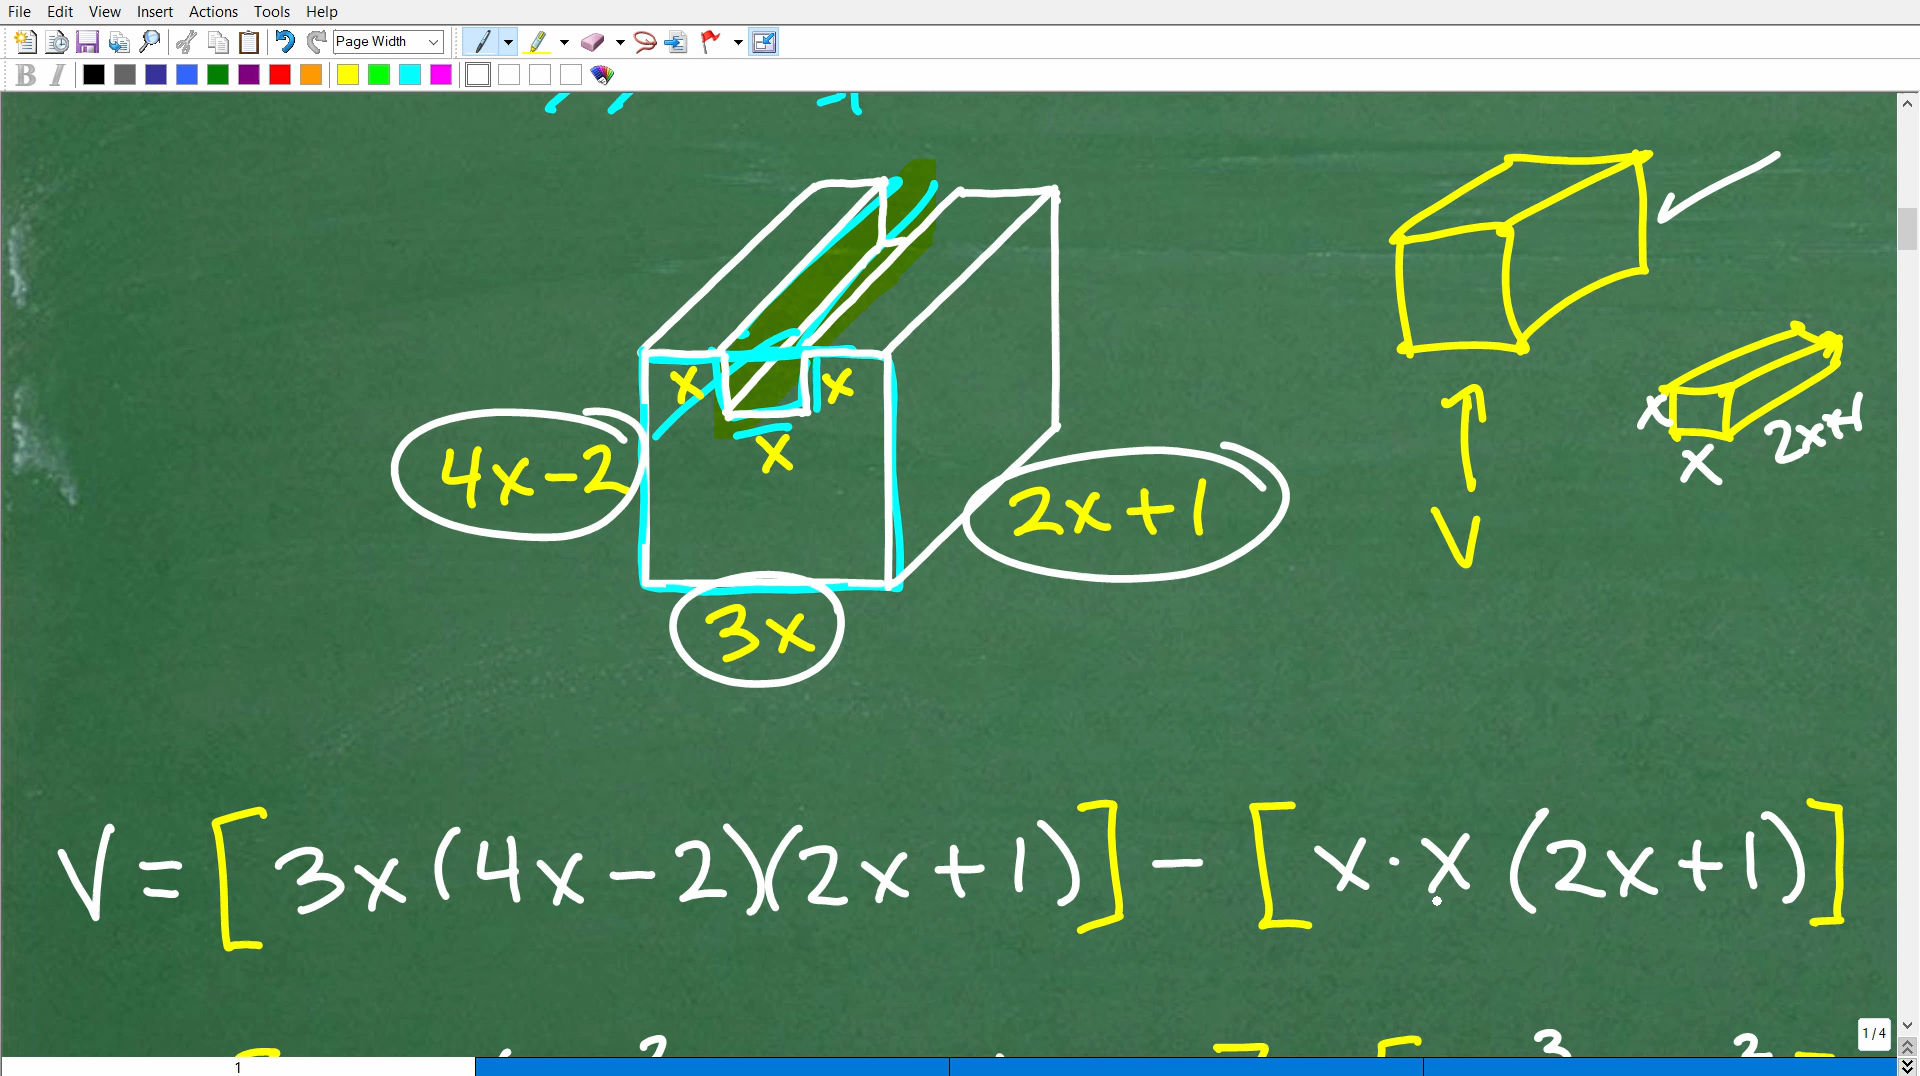 File Edit View Insert Actions Tools Help
Page Width
B I
x x
x
4x-2
2x+1
3x
x
x
2x+1
V
V = [3x(4x-2)(2x+1)] - [x·x(2x+1)]
1 / 4
1